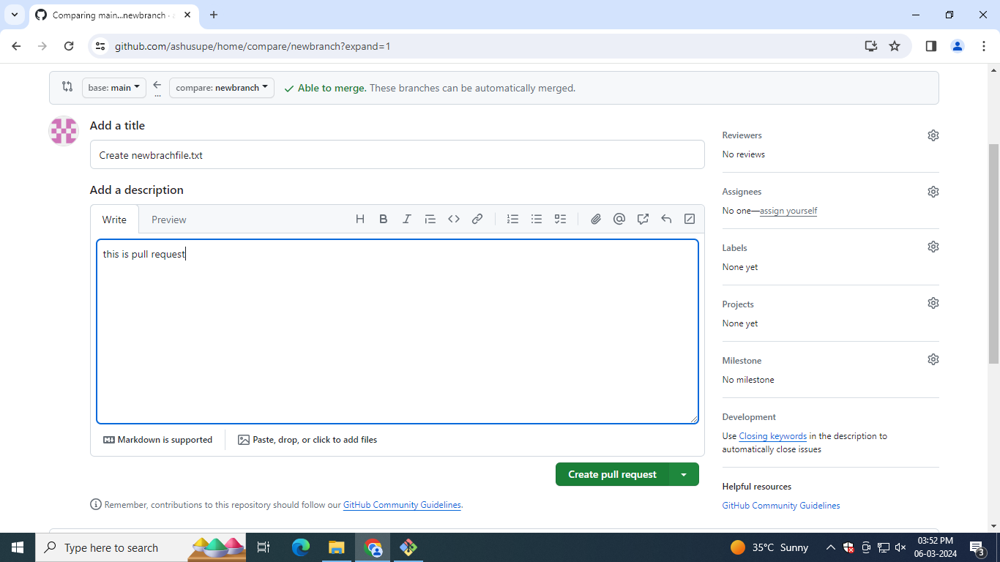 Comparing main...newbranch ·
github.com/ashusupe/home/compare/newbranch?expand=1
base: main
compare: newbranch
Able to merge. These branches can be automatically merged.
Add a title
Create newbrachfile.txt
Add a description
Write
Preview
this is pull request
Markdown is supported
Paste, drop, or click to add files
Create pull request
Remember, contributions to this repository should follow our GitHub Community Guidelines.
Reviewers
No reviews
Assignees
No one—assign yourself
Labels
None yet
Projects
None yet
Milestone
No milestone
Development
Use Closing keywords in the description to
automatically close issues
Helpful resources
GitHub Community Guidelines
Type here to search
35°C Sunny
03:52 PM
06-03-2024
3